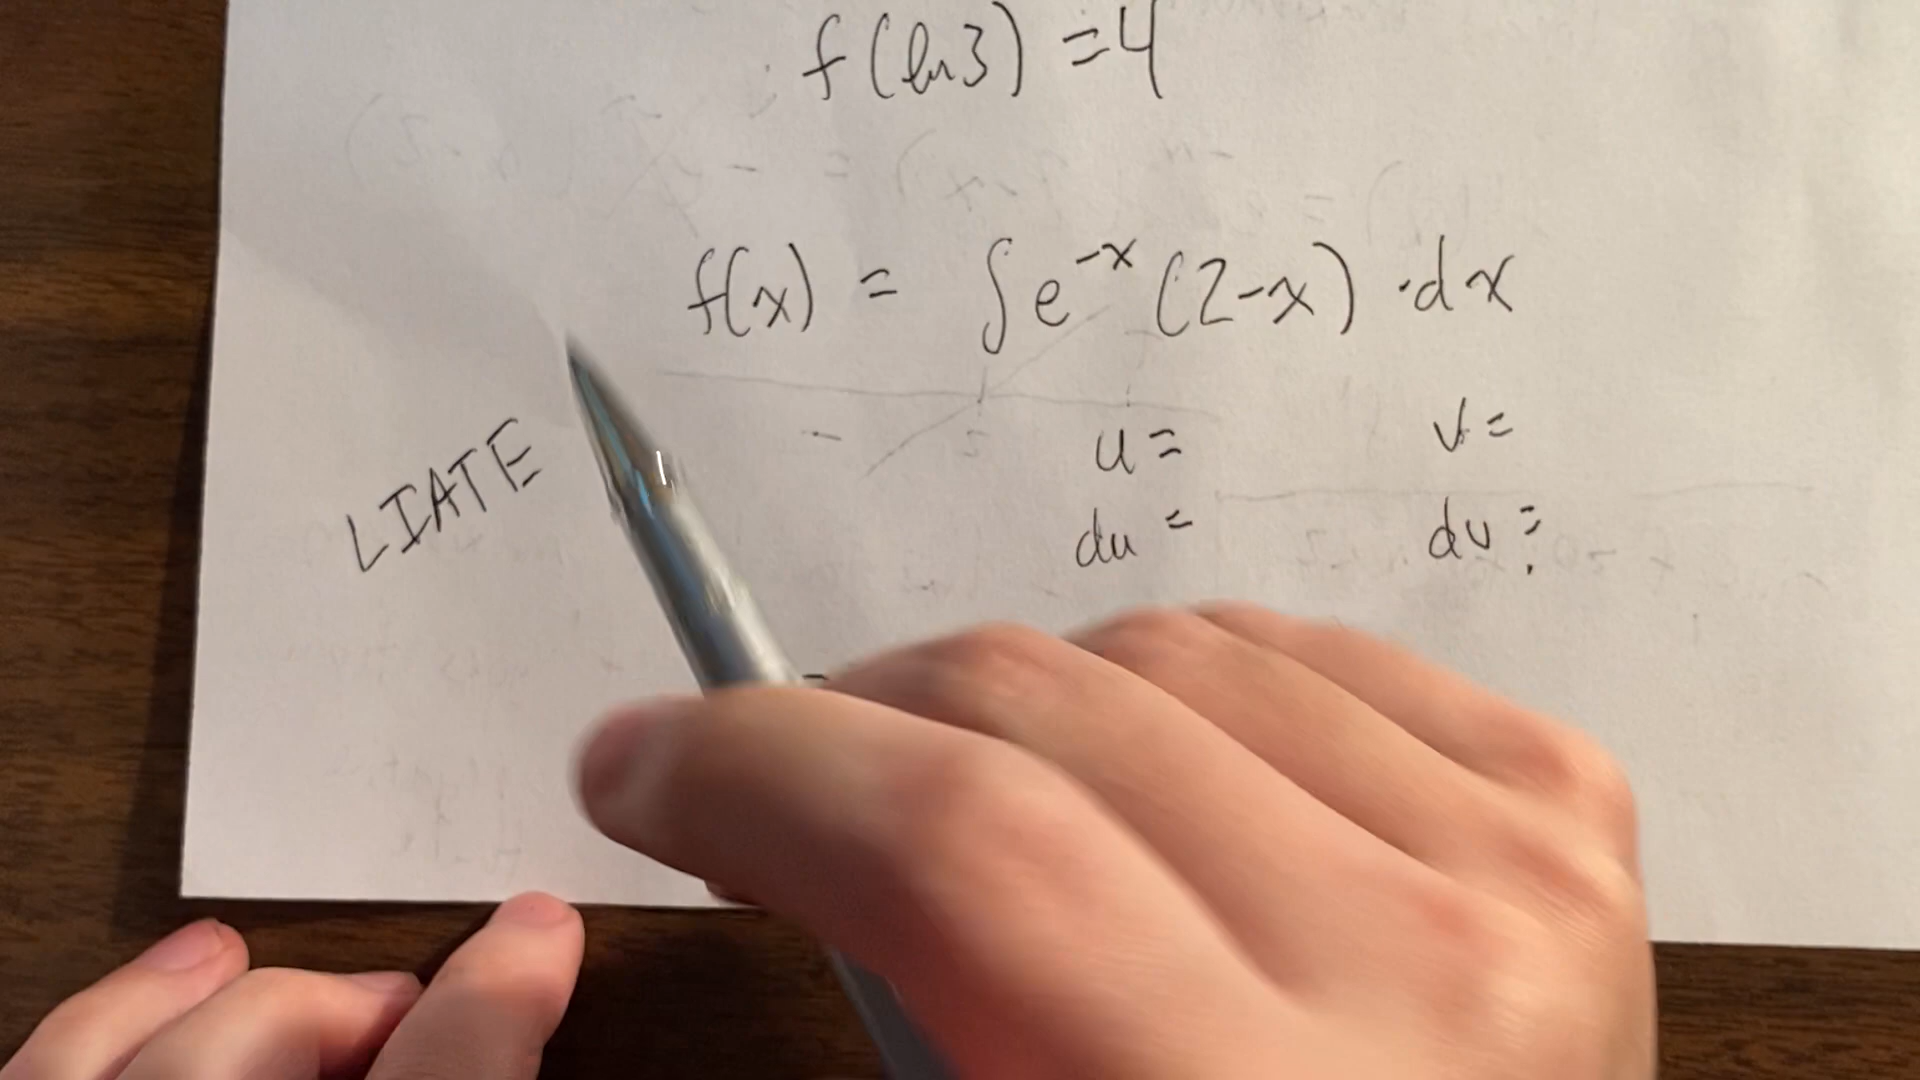 f(ln3) = 4
f(x) = ∫e^-x (2-x) ·dx
LIATE
u = v =
du = dv =